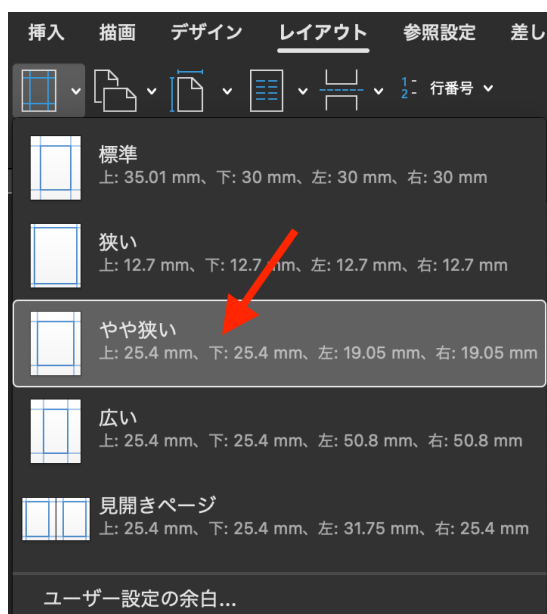 挿入 描画 デザイン レイアウト 参照設定 差し
1 2 行番号
標準
上: 35.01 mm、下: 30 mm、左: 30 mm、右: 30 mm
狭い
上: 12.7 mm、下: 12.7 mm、左: 12.7 mm、右: 12.7 mm
やや狭い
上: 25.4 mm、下: 25.4 mm、左: 19.05 mm、右: 19.05 mm
広い
上: 25.4 mm、下: 25.4 mm、左: 50.8 mm、右: 50.8 mm
見開きページ
上: 25.4 mm、下: 25.4 mm、左: 31.75 mm、右: 25.4 mm
ユーザー設定の余白...